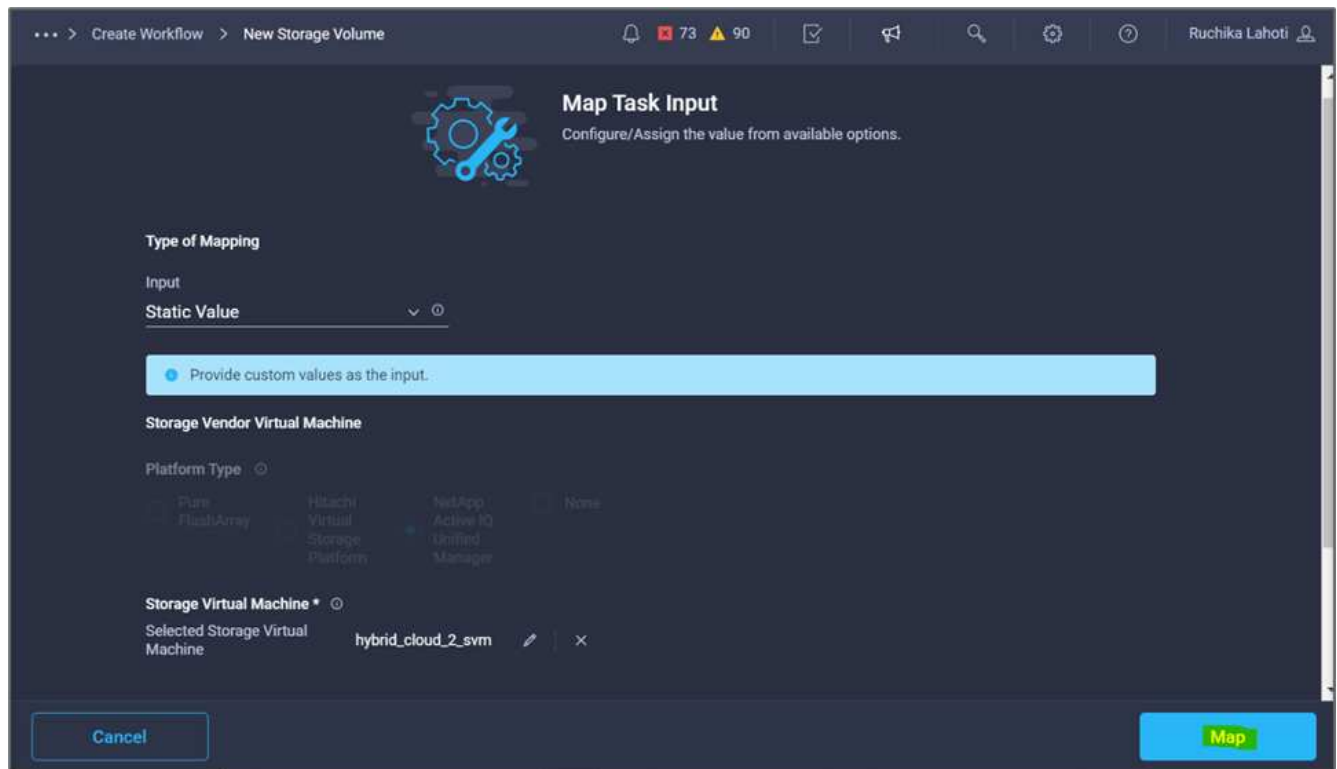 ... > Create Workflow > New Storage Volume 73 90 Ruchika Lahoti
Map Task Input
Configure/Assign the value from available options.
Type of Mapping
Input
Static Value
Provide custom values as the input.
Storage Vendor Virtual Machine
Platform Type
Pure FlashArray
Hitachi Virtual Storage Platform
NetApp Active IQ Unified Manager
None
Storage Virtual Machine *
Selected Storage Virtual
Machine
hybrid_cloud_2_svm
Cancel
Map